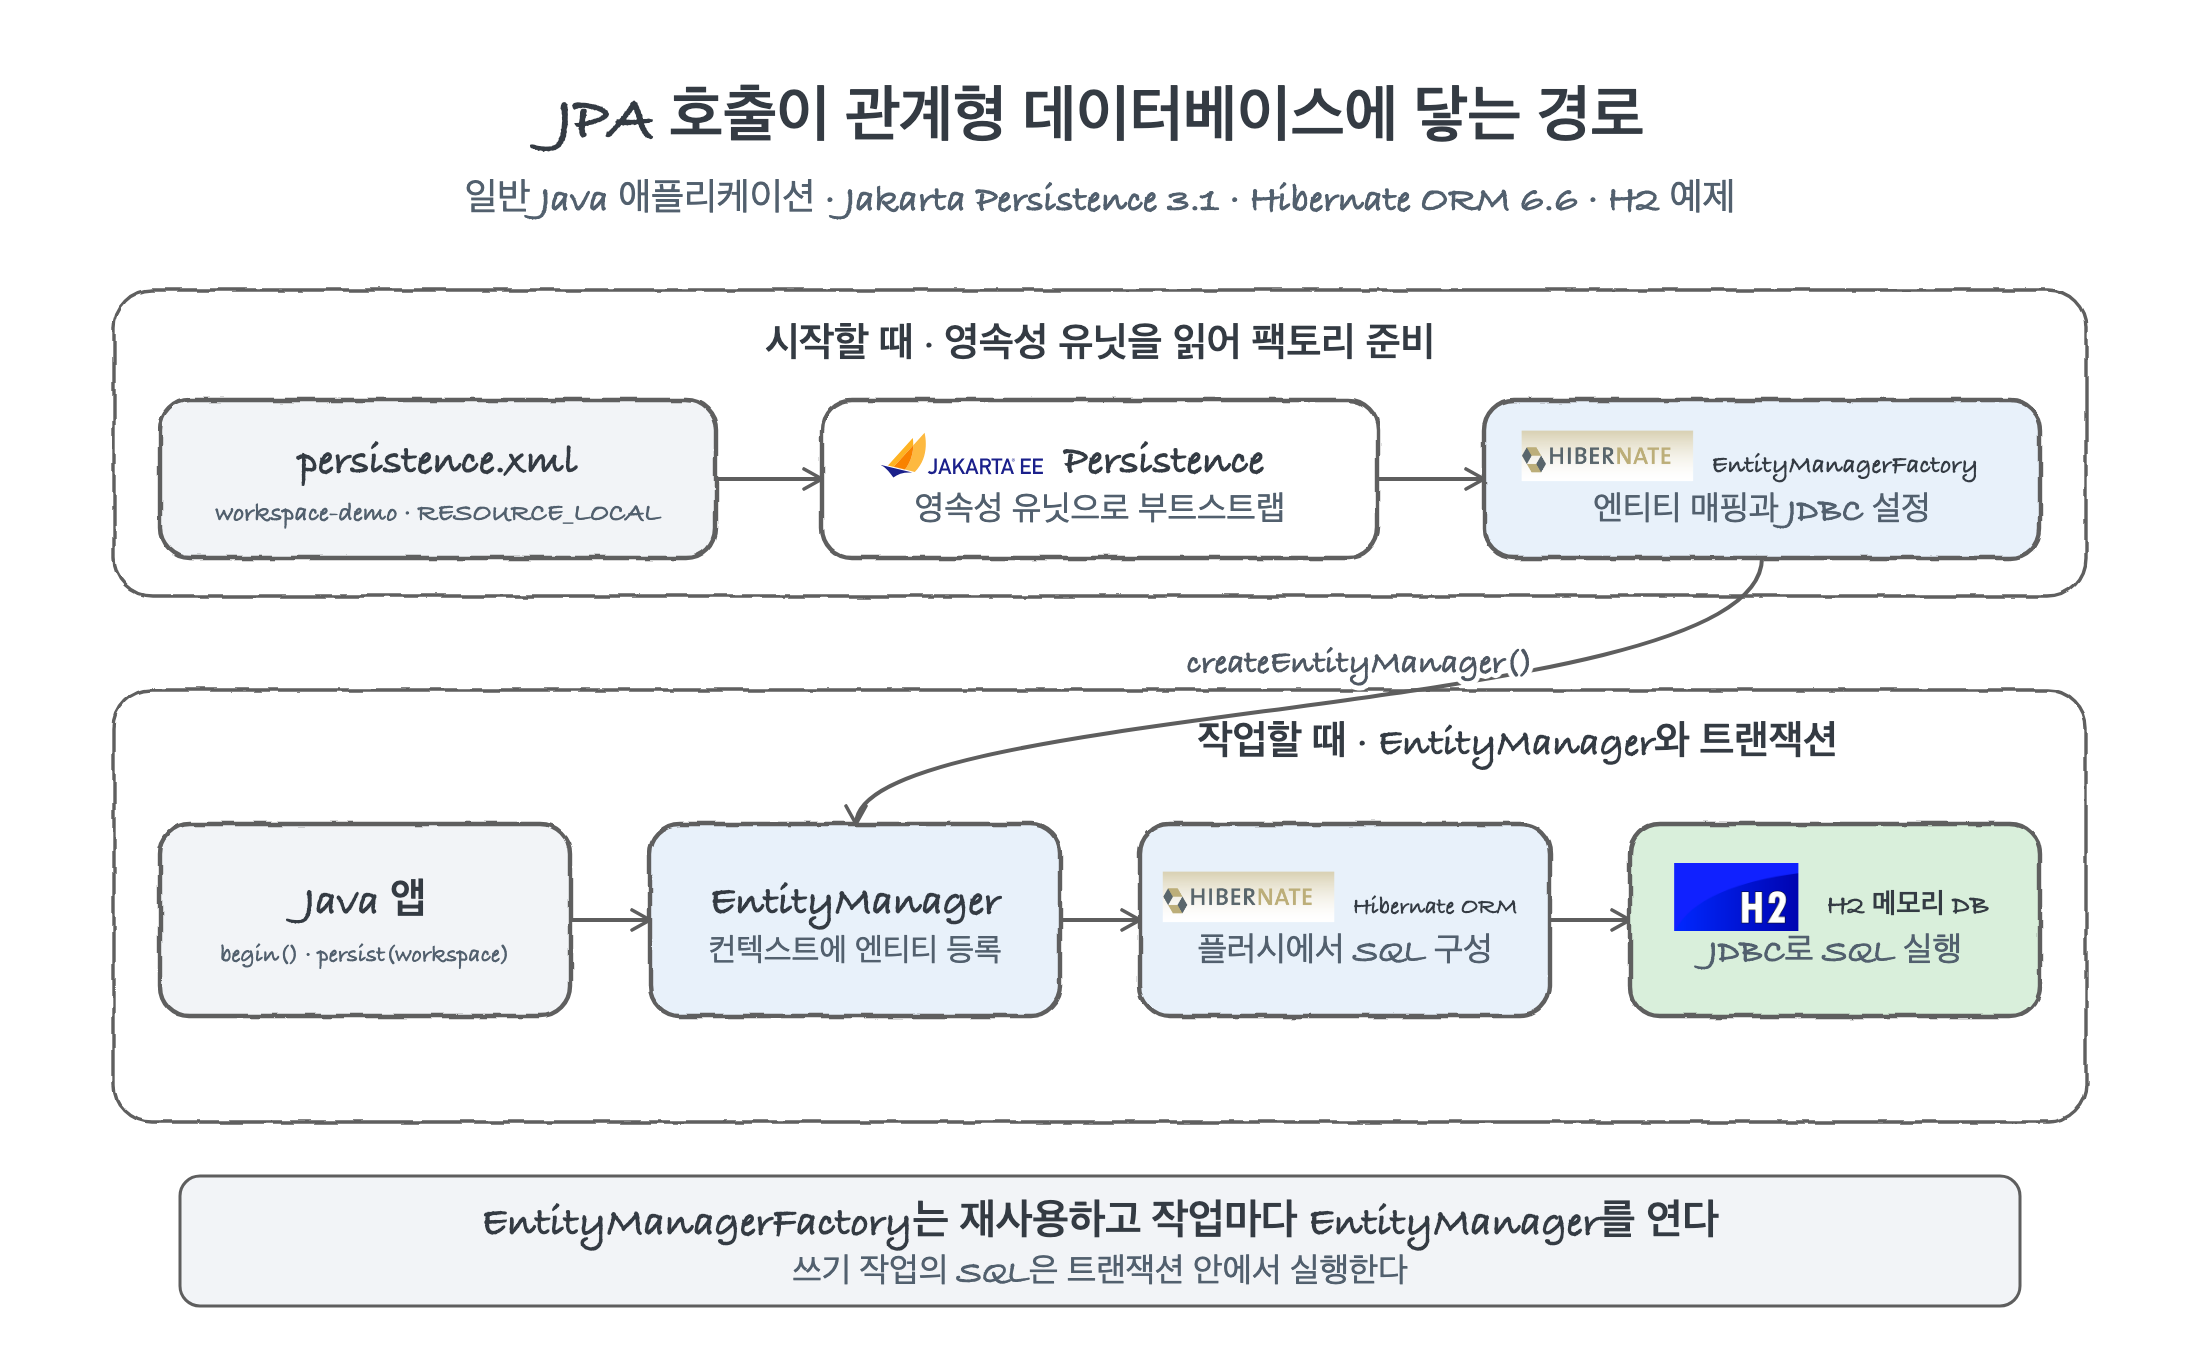 JPA 호출이 관계형 데이터베이스에 닿는 경로
일반 Java 애플리케이션 · Jakarta Persistence 3.1 · Hibernate ORM 6.6 · H2 예제
시작할 때 · 영속성 유닛을 읽어 팩토리 준비
persistence.xml
workspace-demo · RESOURCE_LOCAL
JAKARTA EE Persistence
영속성 유닛으로 부트스트랩
HIBERNATE EntityManagerFactory
엔티티 매핑과 JDBC 설정
createEntityManager()
작업할 때 · EntityManager와 트랜잭션
Java 앱
begin() · persist(workspace)
EntityManager
컨텍스트에 엔티티 등록
HIBERNATE Hibernate ORM
플러시에서 SQL 구성
H2 H2 메모리 DB
JDBC로 SQL 실행
EntityManagerFactory는 재사용하고 작업마다 EntityManager를 연다
쓰기 작업의 SQL은 트랜잭션 안에서 실행한다